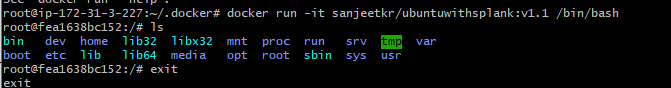 root@ip-172-31-3-227:~/.docker# docker run -it sanjeetkr/ubuntuwithsplank:v1.1 /bin/bash
root@fea1638bc152:/# ls
bin dev home lib32 libx32 mnt proc run srv tmp var
boot etc lib lib64 media opt root sbin sys usr
root@fea1638bc152:/# exit
exit